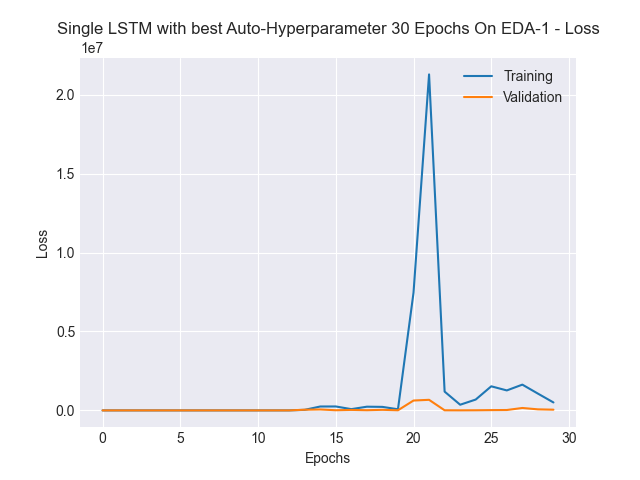 Single LSTM with best Auto-Hyperparameter 30 Epochs On EDA-1 - Loss
1e7
Training
Validation
2.0
1.5
1.0
0.5
0.0
Loss
0 5 10 15 20 25 30
Epochs